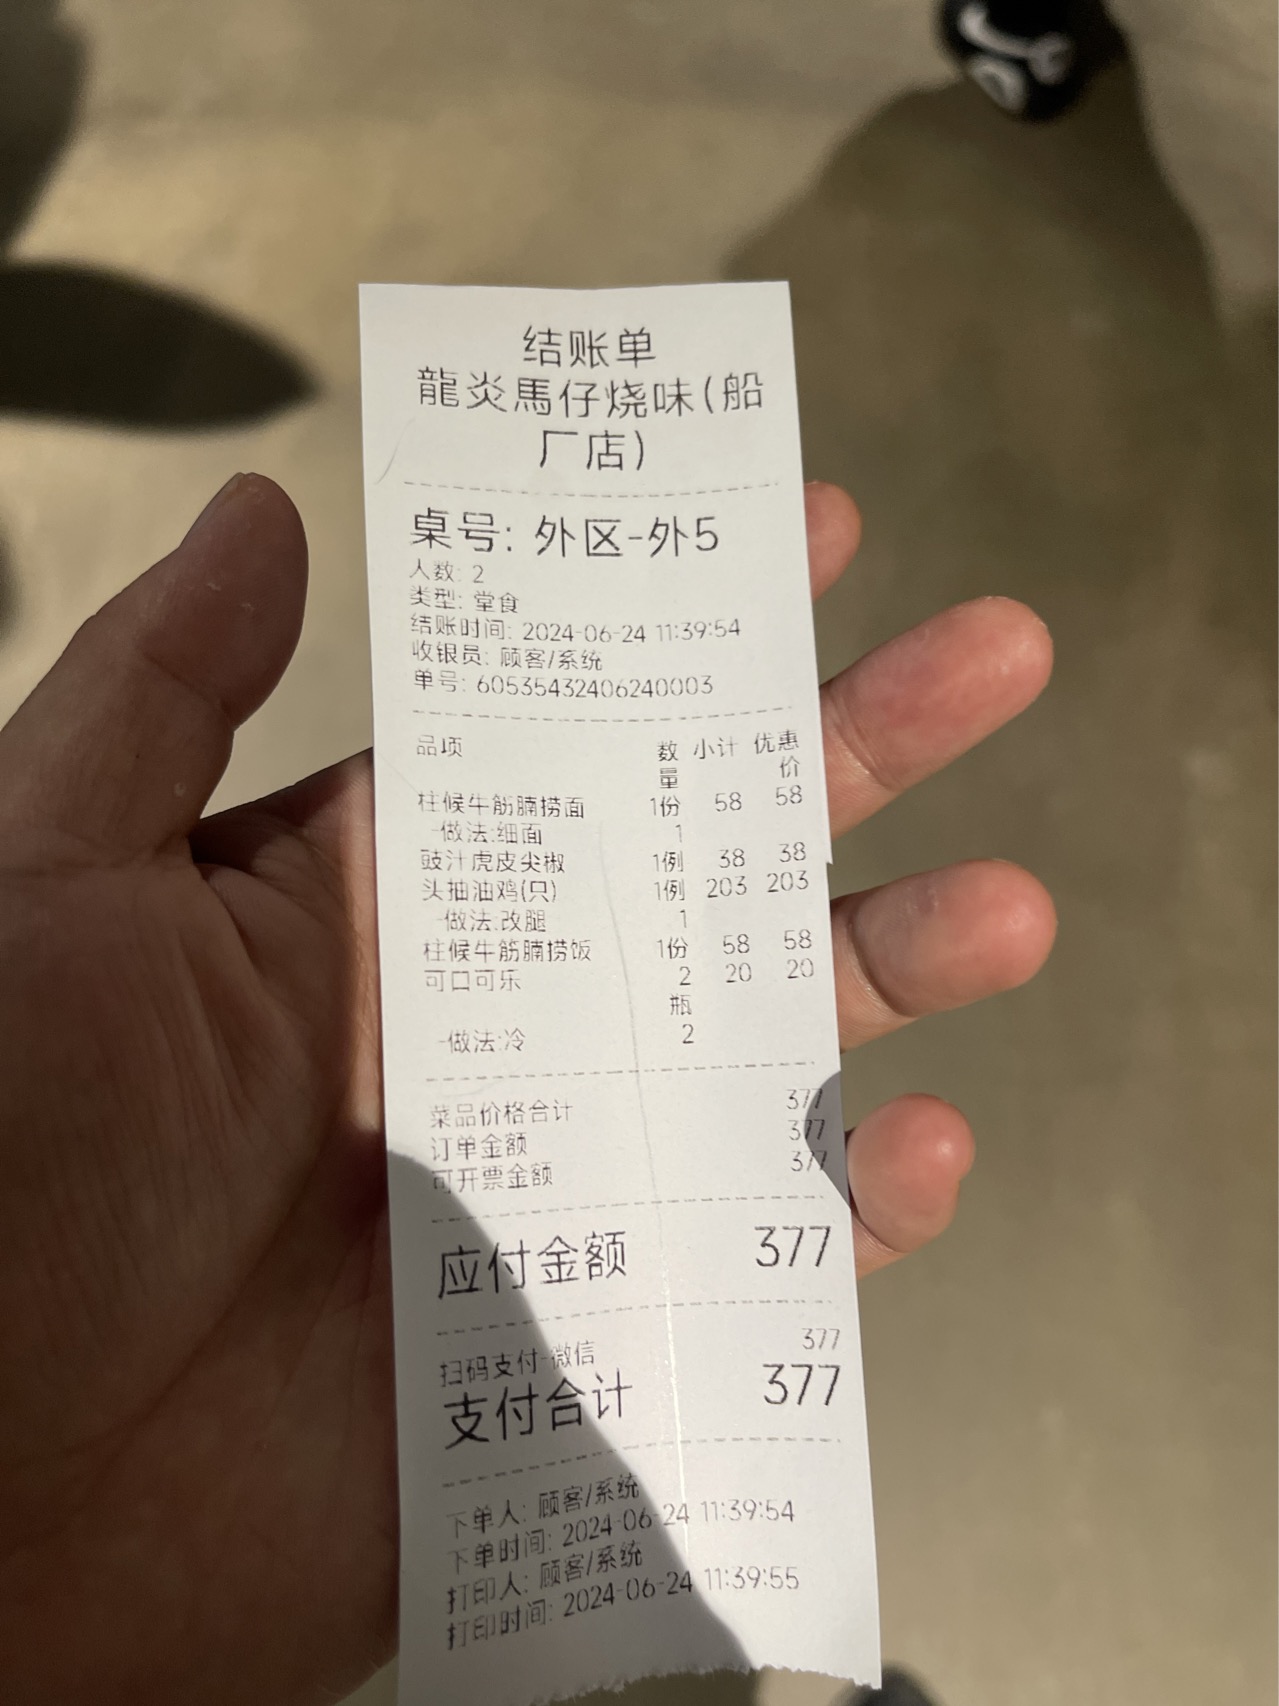 结账单
龍炎馬仔烧味(船
厂店)
桌号: 外区-外5
人数: 2
类型: 堂食
结账时间: 2024-06-24 11:39:54
收银员: 顾客/系统
单号: 605354432406240003
品项 数量 小计 优惠价
柱候牛筋腩捞面 1份 58 58
-做法:细面 1
豉汁虎皮尖椒 1例 38 38
头抽油鸡(只) 1例 203 203
-做法:改腿 1
柱候牛筋腩捞饭 1份 58 58
可口可乐 2瓶 20 20
-做法:冷 2
菜品价格合计 377
订单金额 377
可开票金额 377
应付金额 377
扫码支付-微信 377
支付合计 377
下单人: 顾客/系统
下单时间: 2024-06-24 11:39:54
打印人: 顾客/系统
打印时间: 2024-06-24 11:39:55